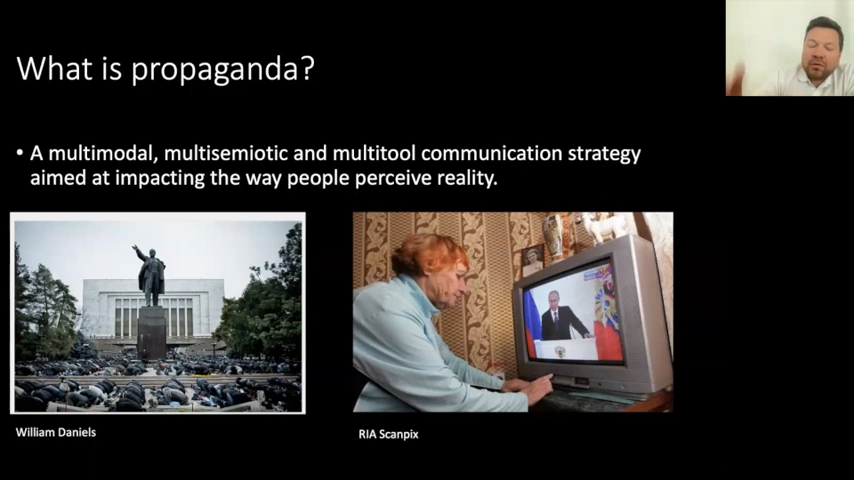 What is propaganda?
• A multimodal, multisemiotic and multitool communication strategy
aimed at impacting the way people perceive reality.
William Daniels
RIA Scanpix